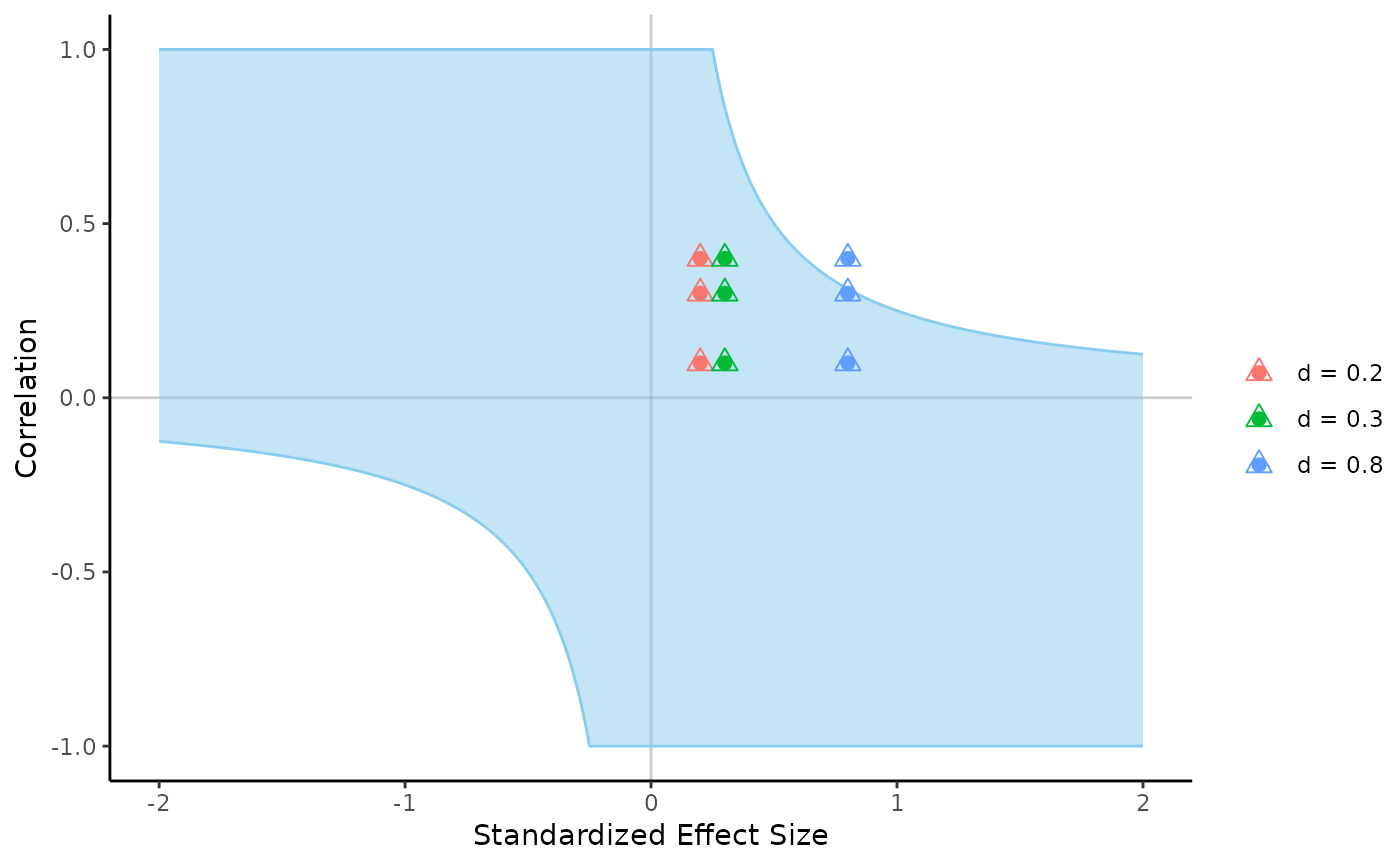 1.0
0.5
0.0
-0.5
-1.0
Correlation
-2
-1
0
1
2
Standardized Effect Size
d = 0.2
d = 0.3
d = 0.8